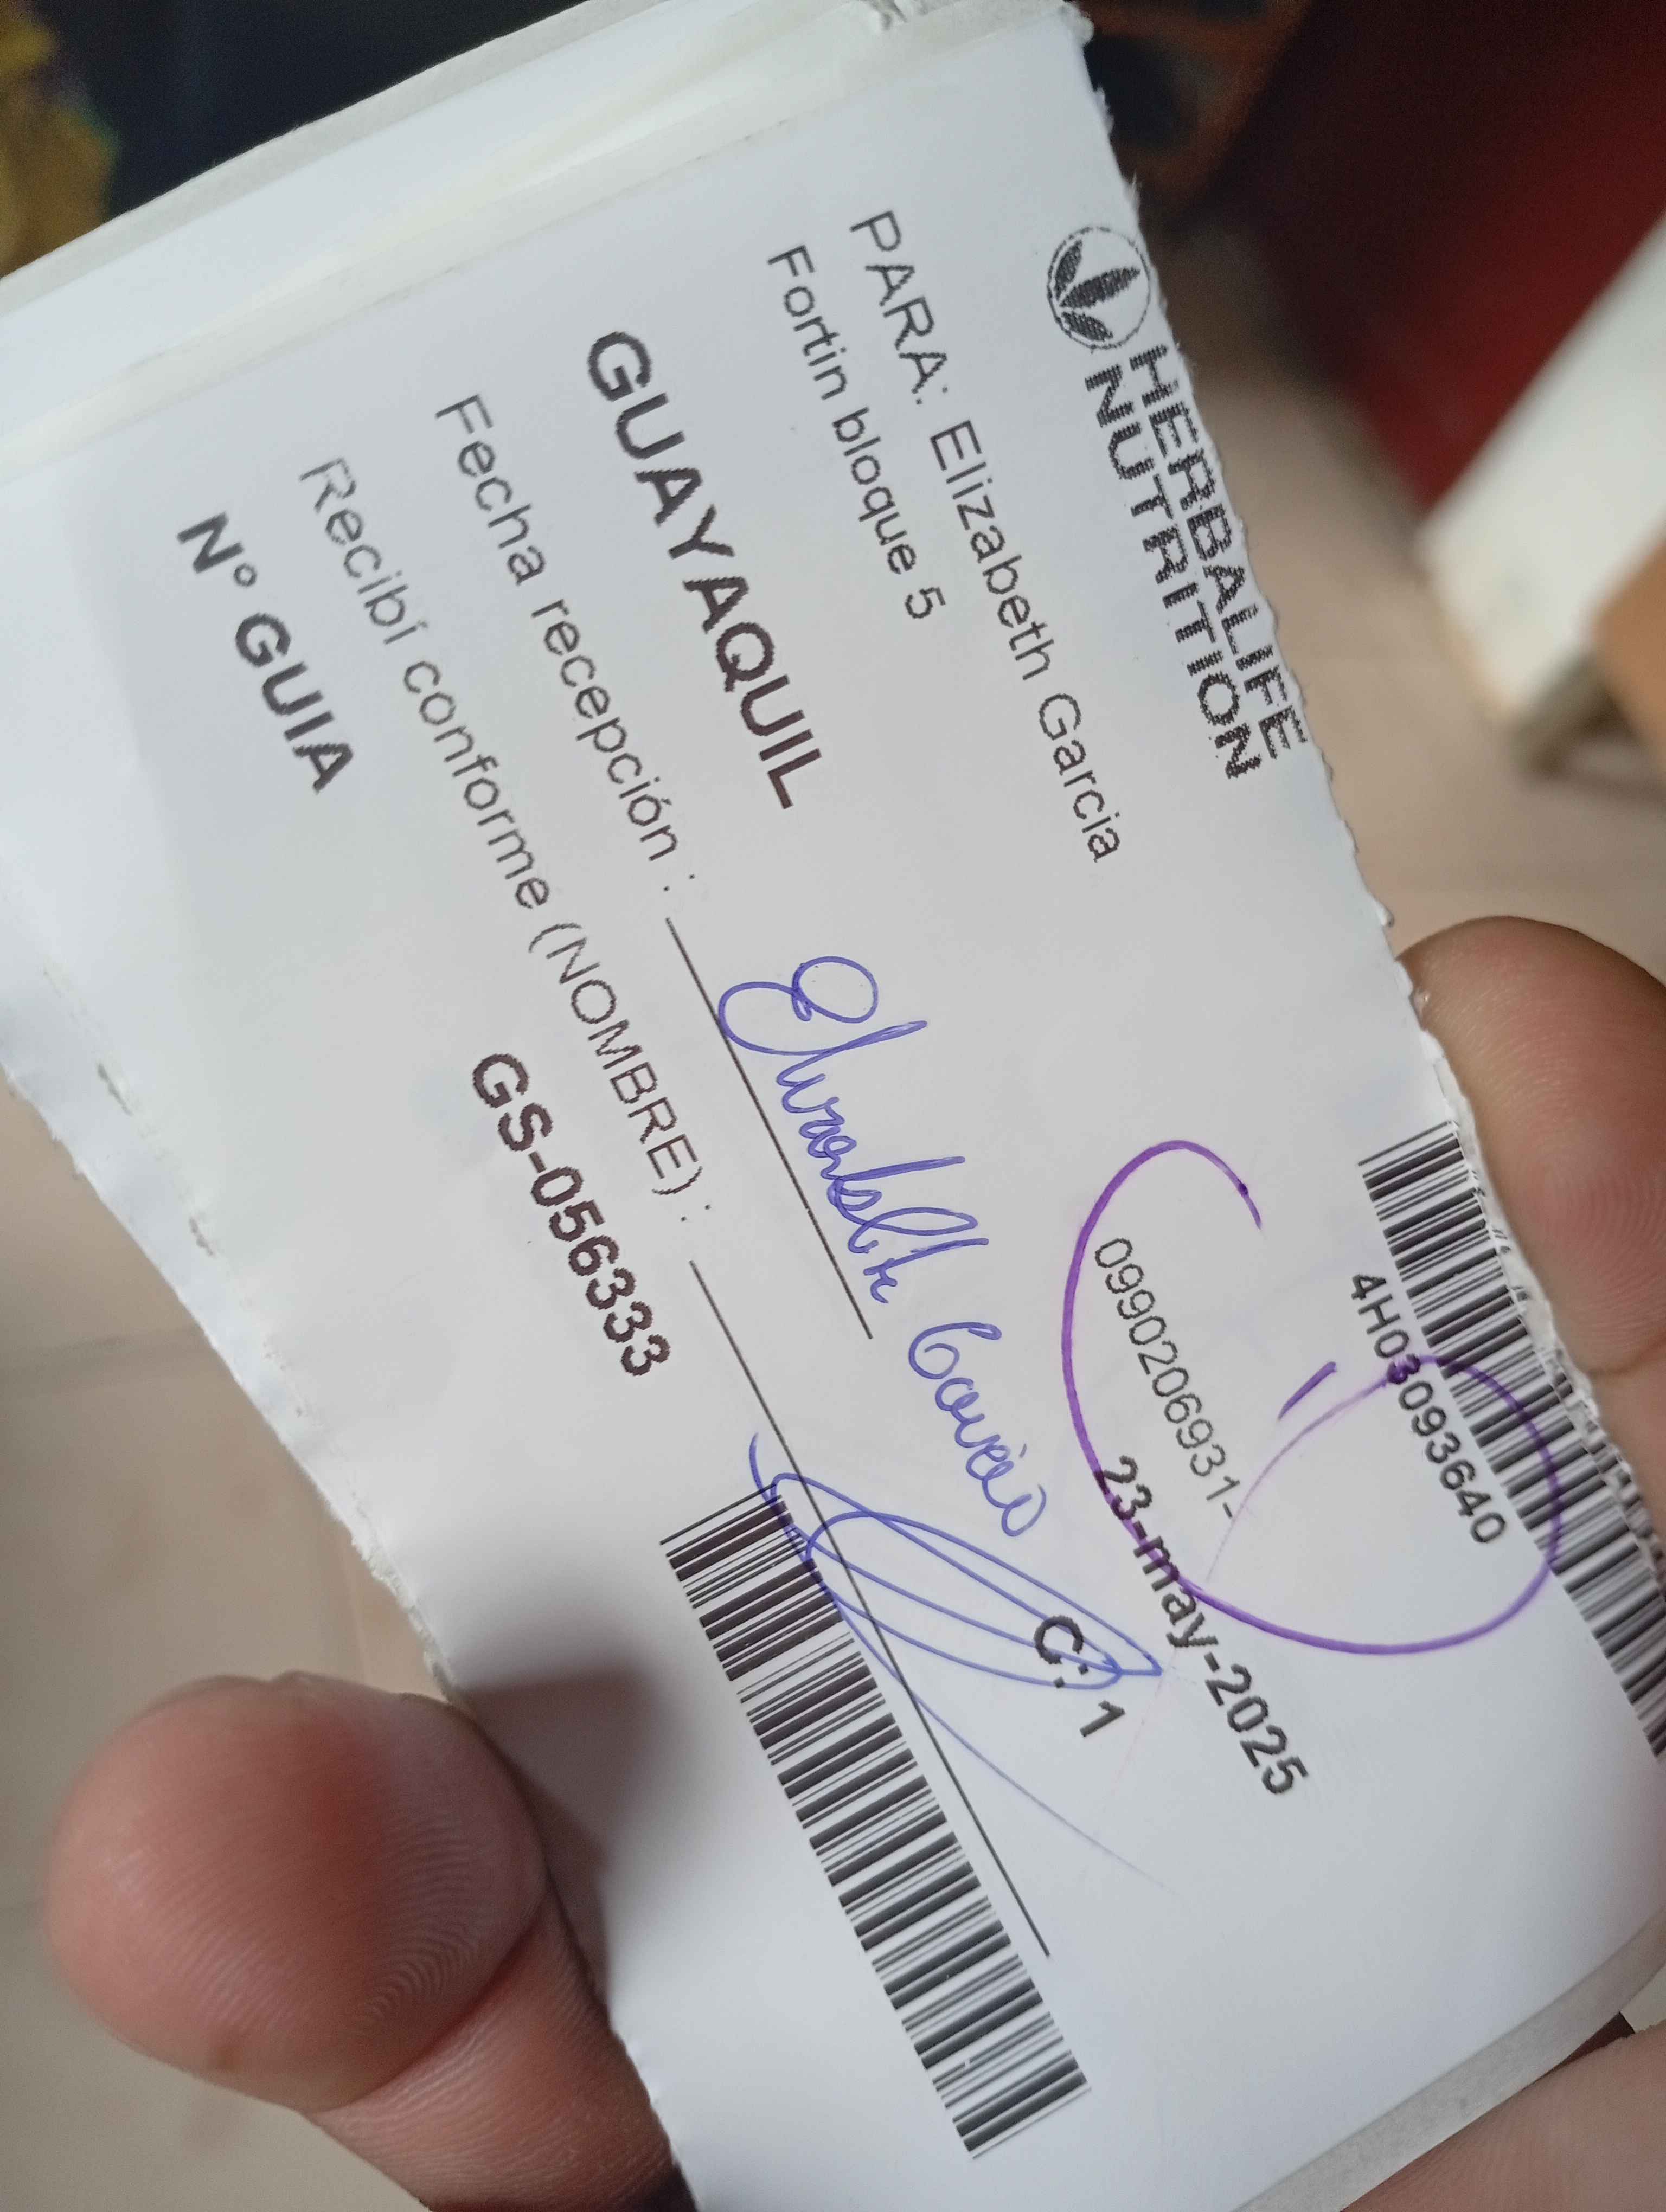 HERBALIFE
NUTRITION
4H03093640
PARA: Elizabeth Garcia
0990206931-
Fortin bloque 5
23-may-2025
GUAYAQUIL
C: 1
Fecha recepción :
Recibí conforme (NOMBRE) :
Nº GUIA
GS-056333